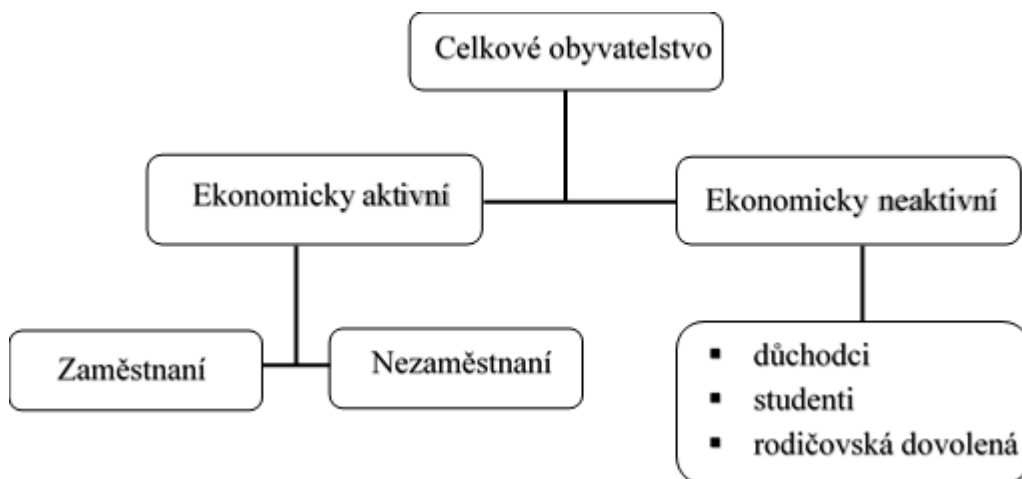 Celkové obyvatelstvo
Ekonomicky aktivní
Ekonomicky neaktivní
Zaměstnaní
Nezaměstnaní
▪ důchodci
▪ studenti
▪ rodičovská dovolená